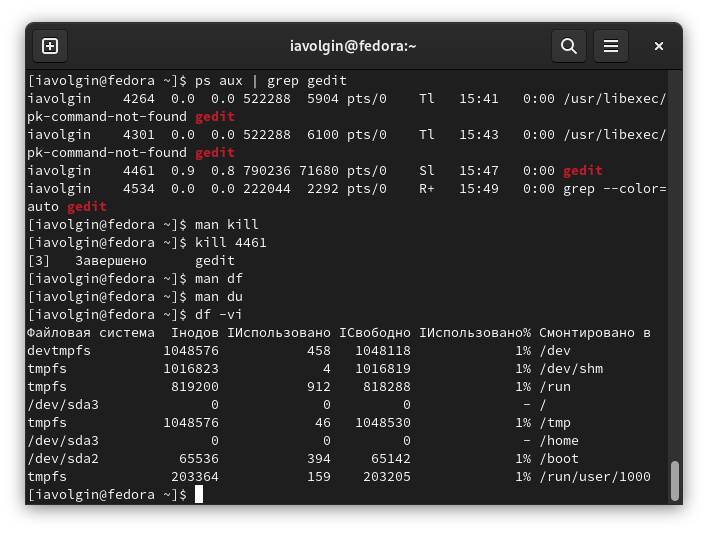 iavolgin@fedora:~
[iavolgin@fedora ~]$ ps aux | grep gedit
iavolgin    4264  0.0  0.0 522288  5904 pts/0    Tl   15:41   0:00 /usr/libexec/
pk-command-not-found gedit
iavolgin    4301  0.0  0.0 522288  6100 pts/0    Tl   15:43   0:00 /usr/libexec/
pk-command-not-found gedit
iavolgin    4461  0.9  0.8 790236 71680 pts/0    Sl   15:47   0:00 gedit
iavolgin    4534  0.0  0.0 222044  2292 pts/0    R+   15:49   0:00 grep --color=
auto gedit
[iavolgin@fedora ~]$ man kill
[iavolgin@fedora ~]$ kill 4461
[3]   Завершено      gedit
[iavolgin@fedora ~]$ man df
[iavolgin@fedora ~]$ man du
[iavolgin@fedora ~]$ df -vi
Файловая система  Iнодов IИспользовано IСвободно IИспользовано% Смонтировано в
devtmpfs         1048576           458   1048118             1% /dev
tmpfs            1016823             4   1016819             1% /dev/shm
tmpfs             819200           912    818288             1% /run
/dev/sda3              0             0         0              - /
tmpfs            1048576            46   1048530             1% /tmp
/dev/sda3              0             0         0              - /home
/dev/sda2          65536           394     65142             1% /boot
tmpfs             203364           159    203205             1% /run/user/1000
[iavolgin@fedora ~]$